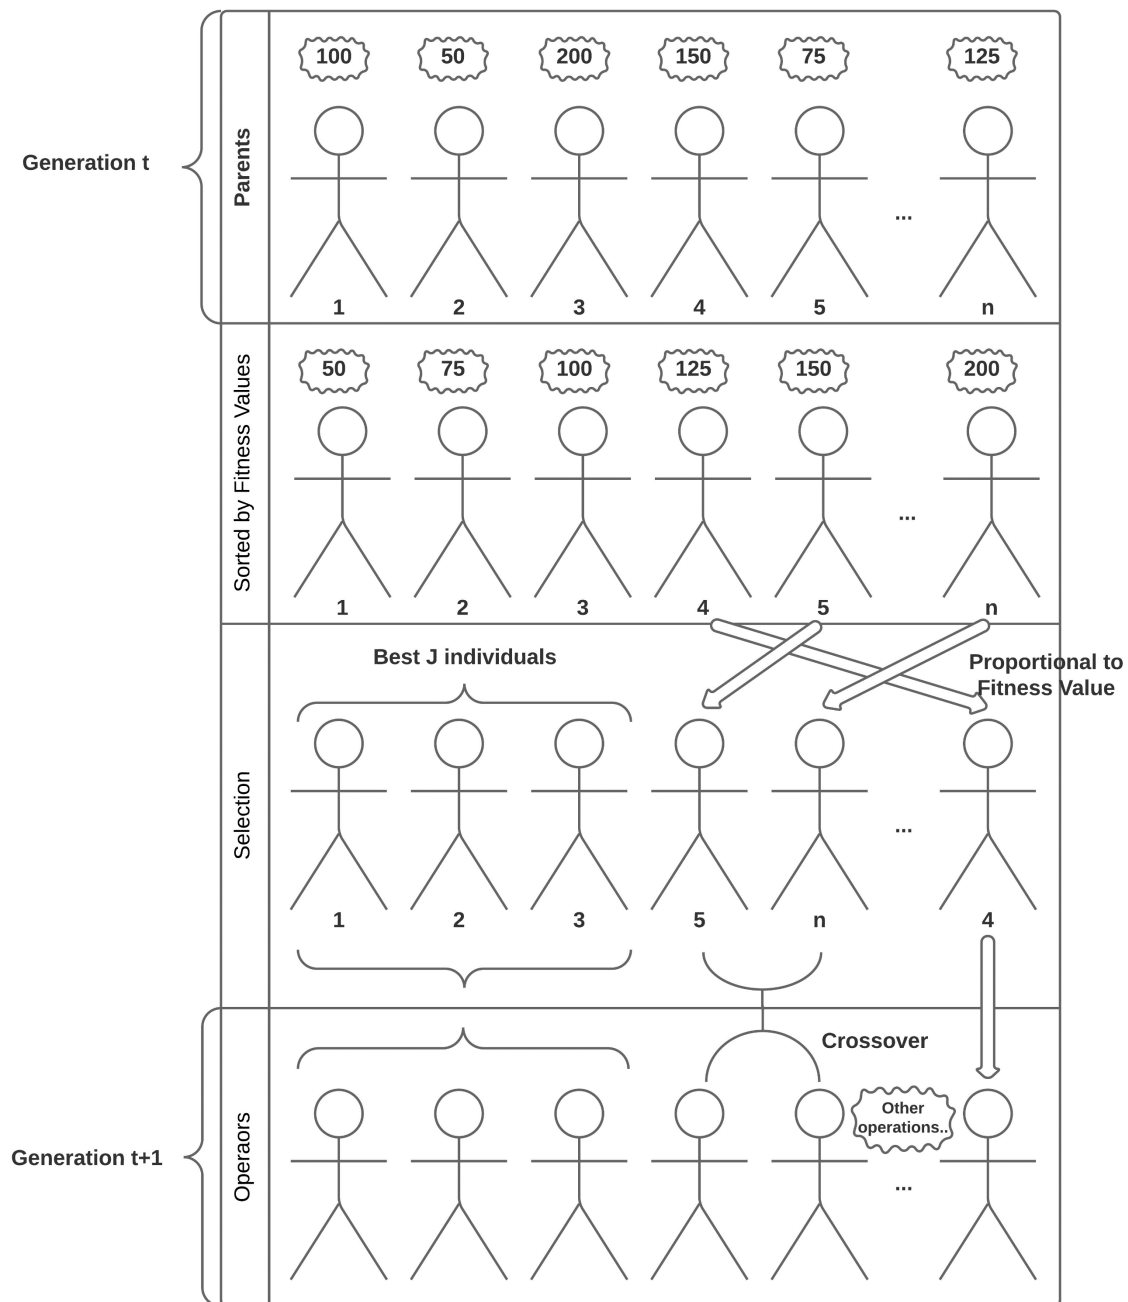 100 50 200 150 75 125
Generation t
Parents
...
1 2 3 4 5 n
50 75 100 125 150 200
Sorted by Fitness Values
...
1 2 3 4 5 n
Best J individuals
Proportional to
Fitness Value
Selection
...
1 2 3 5 n 4
Crossover
Other
operations..
Generation t+1
Operaors
...